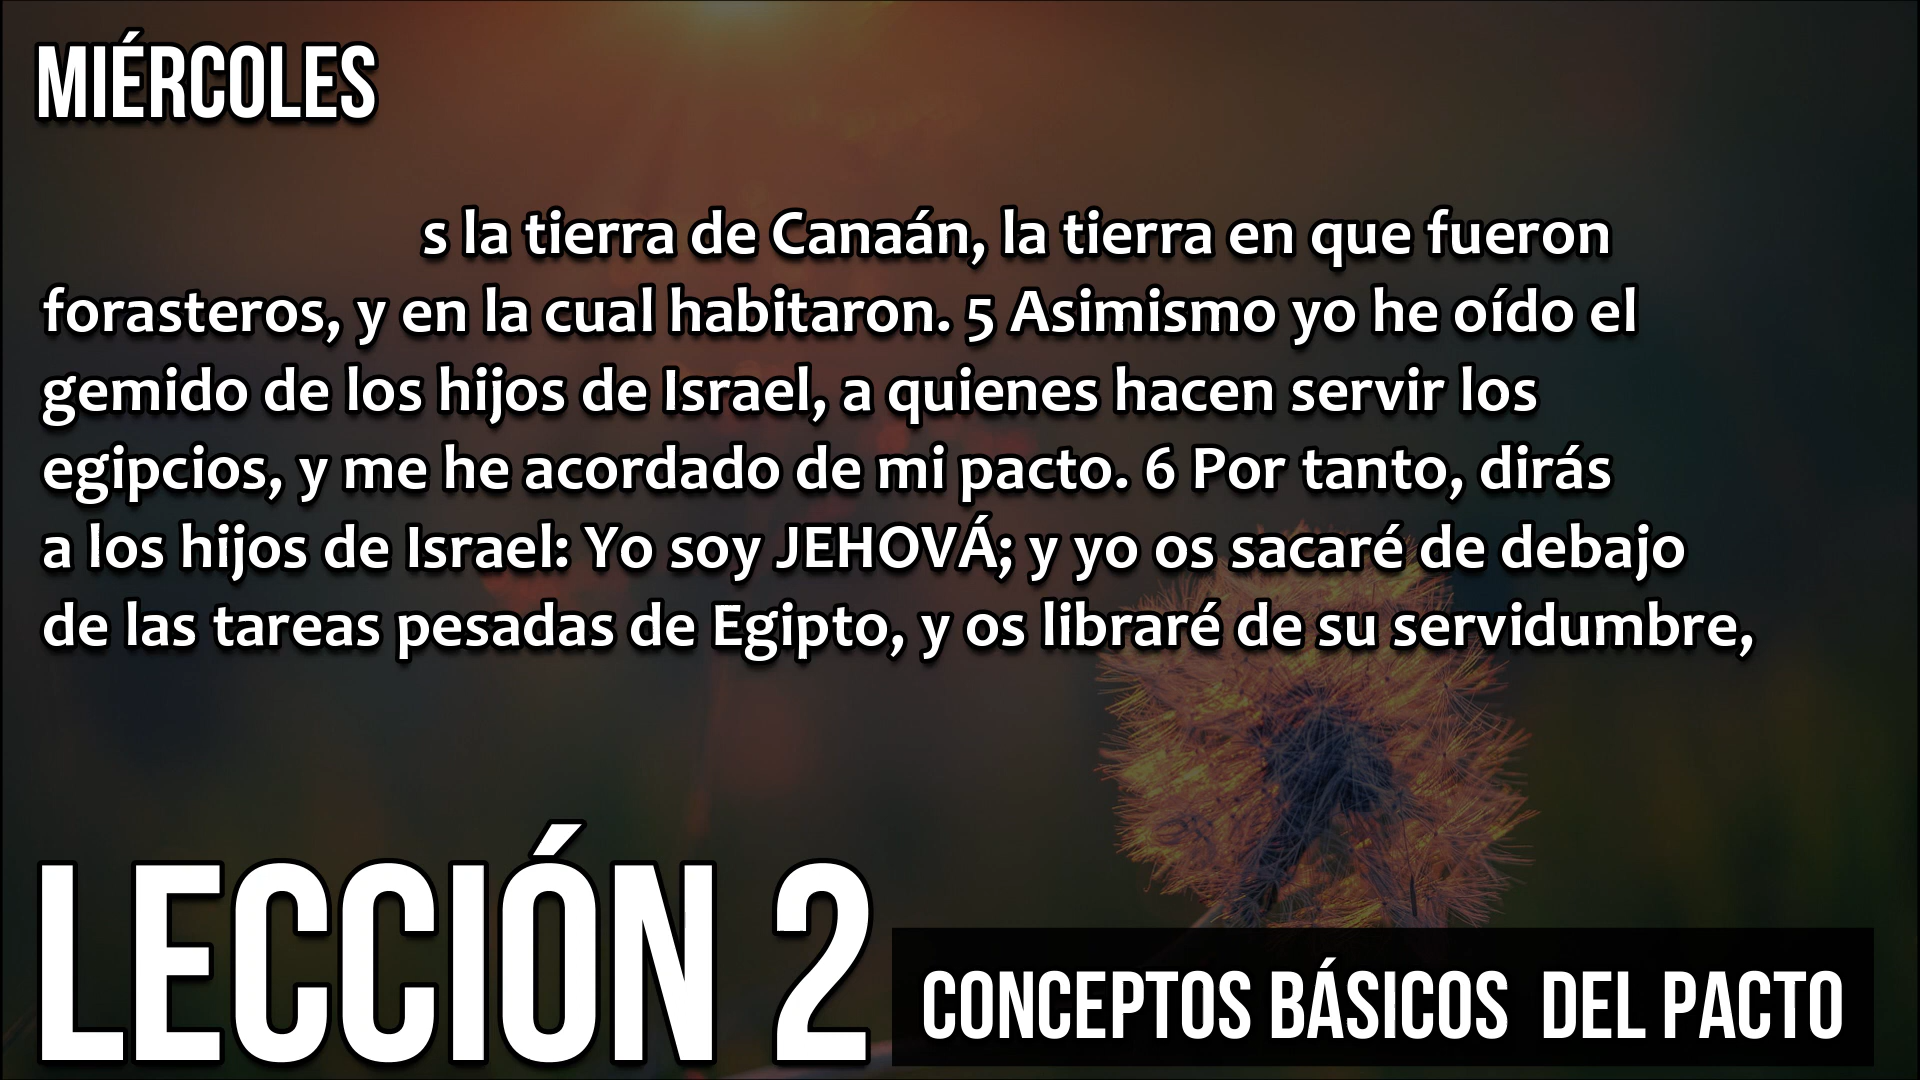 MIÉRCOLES
s la tierra de Canaán, la tierra en que fueron
forasteros, y en la cual habitaron. 5 Asimismo yo he oído el
gemido de los hijos de Israel, a quienes hacen servir los
egipcios, y me he acordado de mi pacto. 6 Por tanto, dirás
a los hijos de Israel: Yo soy JEHOVÁ; y yo os sacaré de debajo
de las tareas pesadas de Egipto, y os libraré de su servidumbre,
LECCIÓN 2
CONCEPTOS BÁSICOS DEL PACTO